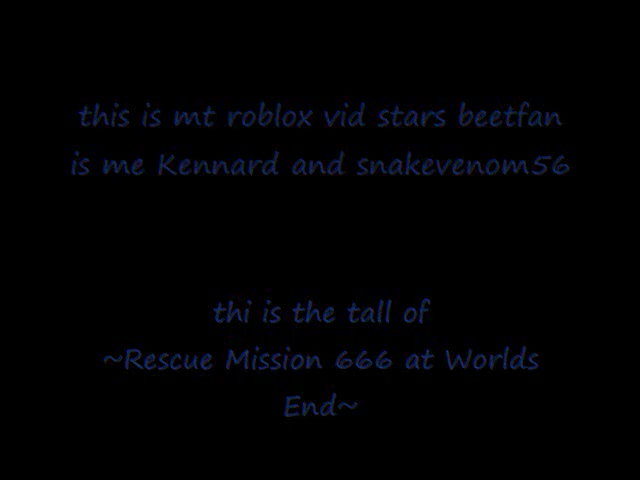 this is mt roblox vid stars beetfan
is me Kennard and snakevenom56
thi is the tall of
~Rescue Mission 666 at Worlds
End~